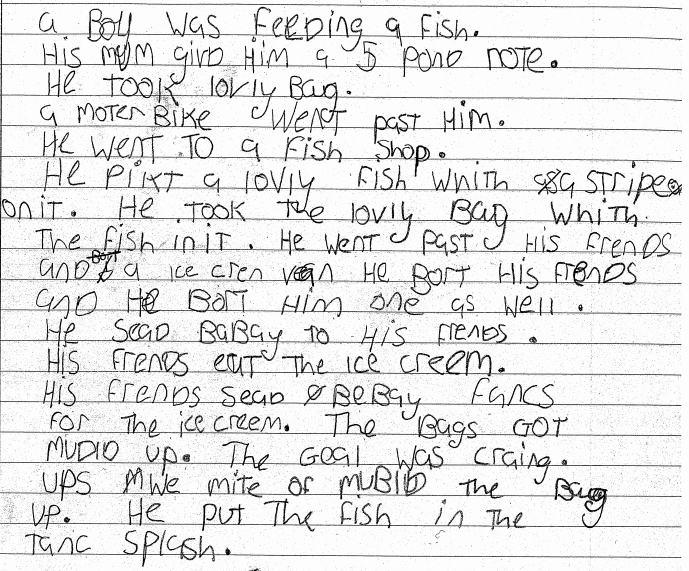 a Boy was feeDing a fish.
His mum givD Him a 5 pond note.
He took lovly Bag.
a moter Bike went past Him.
He went To a fish shop.
He pikt a lovly fish whith a stripe
on it. He took the lovly Bag whith
The fish in it. He went past His frends
and a ice cren van He Bort His frends
and He Bort Him one as well.
He sead BaBay to His frends.
His frends eat The ice creem.
His frends sead BeBay fancs
for The ice creem. The Bags GoT
muDiD up. The Goal was craing.
ups we mite of muBiD the Bag
up. He put The fish in the
Tanc splash.